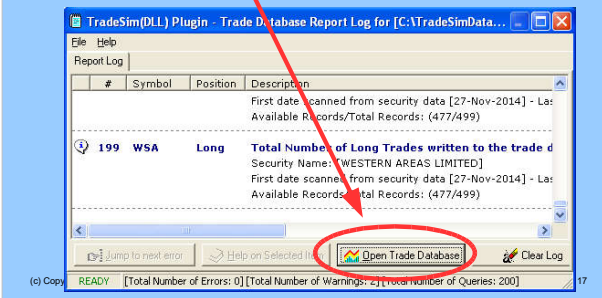 TradeSim(DLL) Plugin - Trade Database Report Log for [C:\TradeSimData...
File Help
Report Log
# Symbol Position Description
First date scanned from security data [27-Nov-2014] - Las
Available Records/Total Records: (477/499)
199 WSA Long Total Number of Long Trades written to the trade d
Security Name: [WESTERN AREAS LIMITED]
First date scanned from security data [27-Nov-2014] - Las
Available Records/Total Records: (477/499)
Jump to next error Help on Selected Item Open Trade Database Clear Log
(c) Copy READY [Total Number of Errors: 0] [Total Number of Warnings: 2] [Total Number of Queries: 200] 17